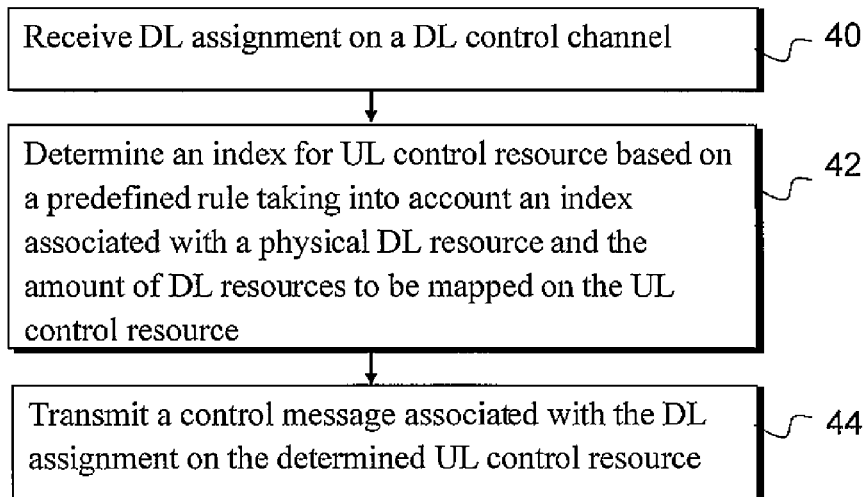 Receive DL assignment on a DL control channel
40
Determine an index for UL control resource based on
a predefined rule taking into account an index
associated with a physical DL resource and the
amount of DL resources to be mapped on the UL
control resource
42
Transmit a control message associated with the DL
assignment on the determined UL control resource
44